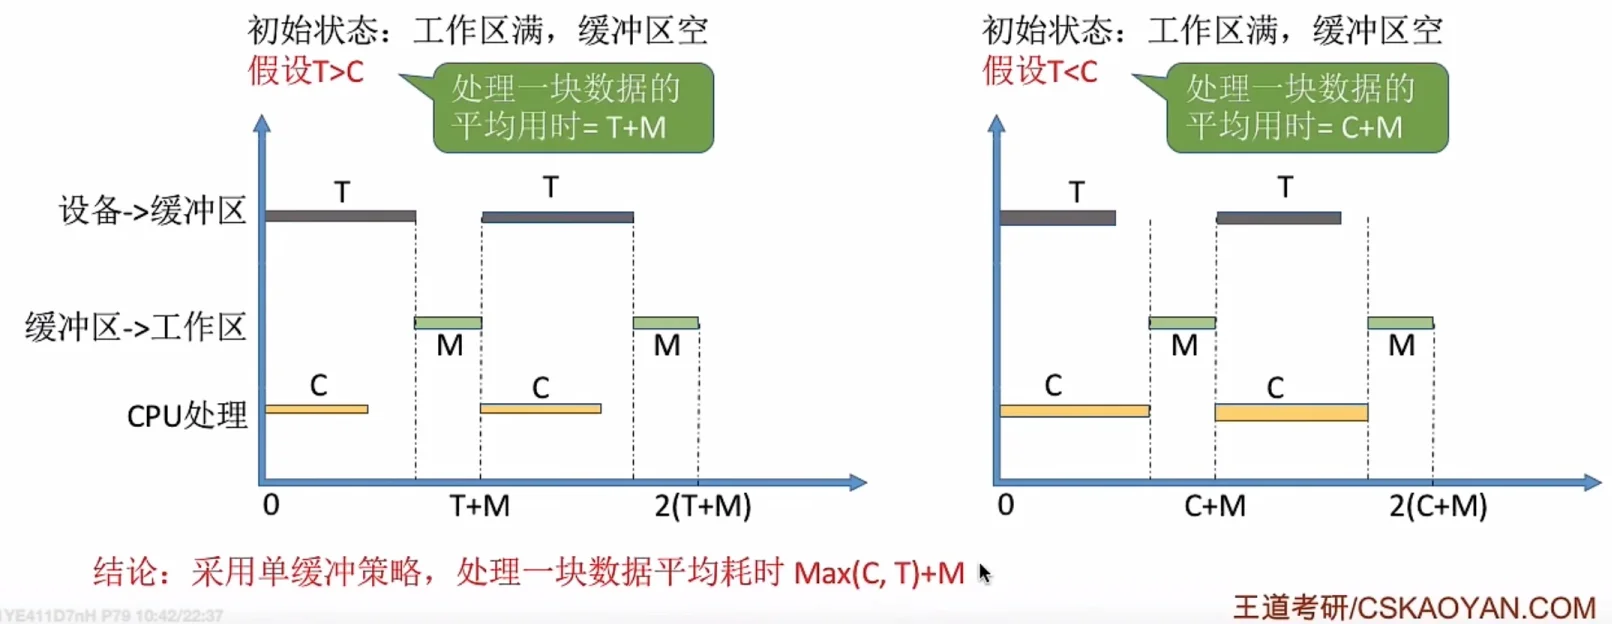 初始状态：工作区满，缓冲区空
假设T>C
处理一块数据的
平均用时= T+M
T
T
设备->缓冲区
缓冲区->工作区
M
M
C
C
CPU处理
0
T+M
2(T+M)
初始状态：工作区满，缓冲区空
假设T<C
处理一块数据的
平均用时= C+M
T
T
M
M
C
C
0
C+M
2(C+M)
结论：采用单缓冲策略，处理一块数据平均耗时 Max(C, T)+M
王道考研/CSKAOYAN.COM
1YE411D7nH P79 10:42/22:37